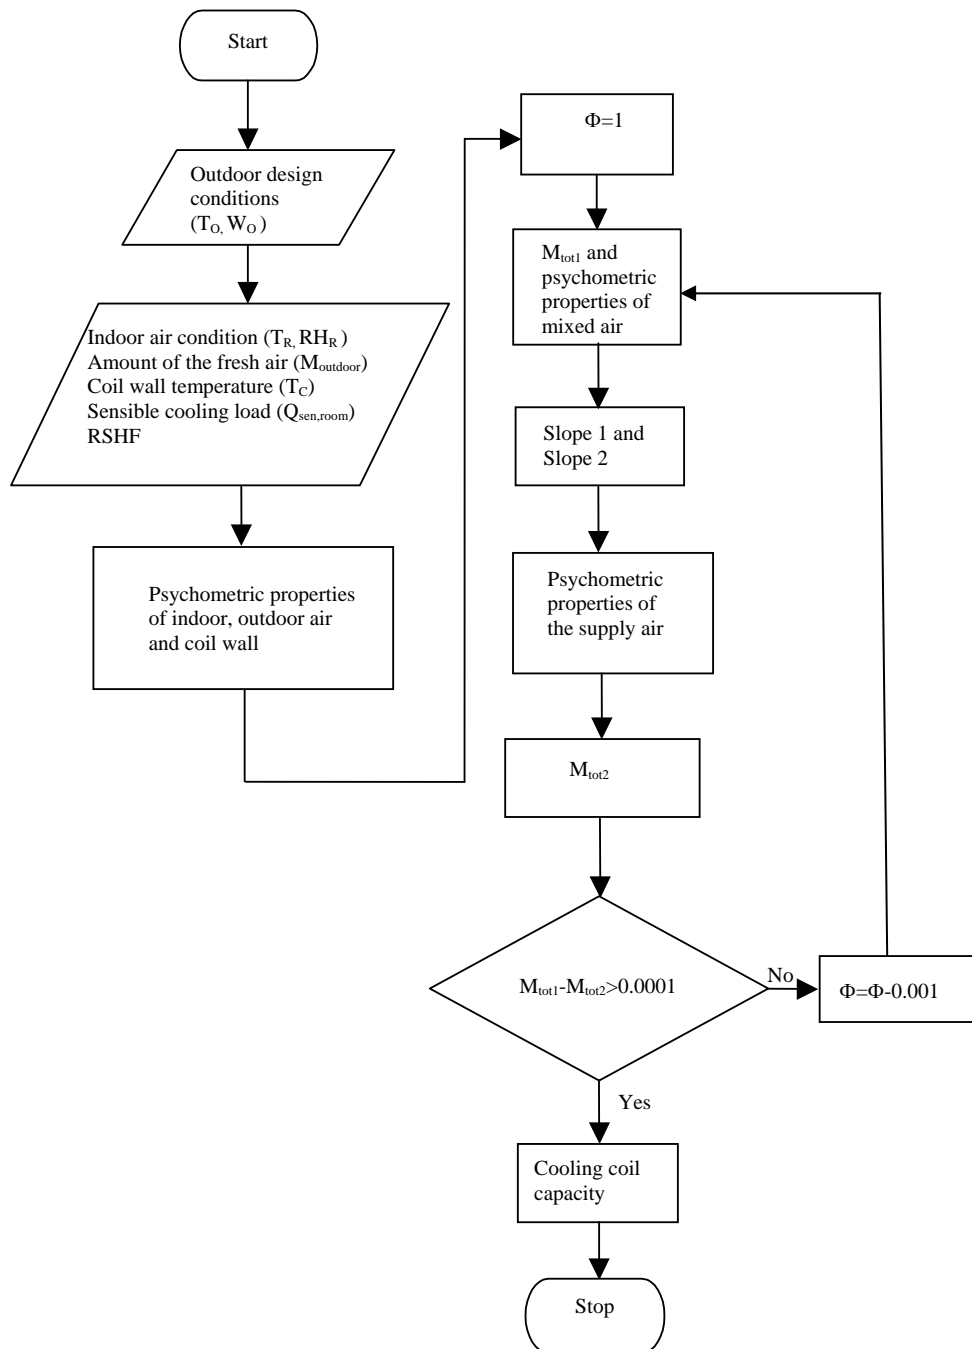 Start
Outdoor design
conditions
(TO, WO )
Indoor air condition (TR, RHR )
Amount of the fresh air (Moutdoor)
Coil wall temperature (TC)
Sensible cooling load (Qsen,room)
RSHF
Psychometric properties
of indoor, outdoor air
and coil wall
Φ=1
Mtot1 and
psychometric
properties of
mixed air
Slope 1 and
Slope 2
Psychometric
properties of
the supply air
Mtot2
Mtot1-Mtot2>0.0001
No
Φ=Φ-0.001
Yes
Cooling coil
capacity
Stop